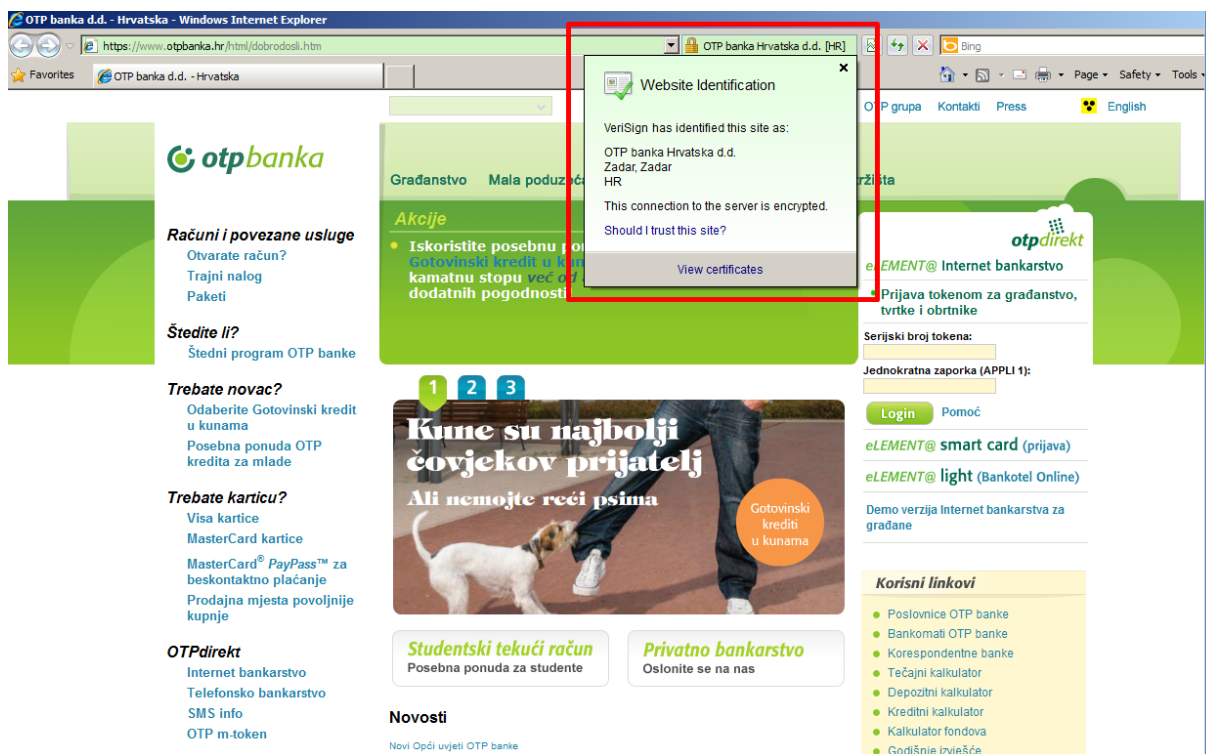 OTP banka d.d. - Hrvatska - Windows Internet Explorer
https://www.otpbanka.hr/html/dobrodosli.htm
OTP banka Hrvatska d.d. [HR]
Bing
Favorites
OTP banka d.d. - Hrvatska
Page
Safety
Tools
OTP grupa
Kontakti
Press
English
otpbanka
Građanstvo
Mala poduzeća
Website Identification
VeriSign has identified this site as:
OTP banka Hrvatska d.d.
Zadar, Zadar
HR
This connection to the server is encrypted.
Should I trust this site?
View certificates
Računi i povezane usluge
Otvarate račun?
Trajni nalog
Paketi
Štedite li?
Štedni program OTP banke
Trebate novac?
Odaberite Gotovinski kredit
u kunama
Posebna ponuda OTP
kredita za mlade
Trebate karticu?
Visa kartice
MasterCard kartice
MasterCard® PayPass™ za
beskontaktno plaćanje
Prodajna mjesta povoljnije
kupnje
OTPdirekt
Internet bankarstvo
Telefonsko bankarstvo
SMS info
OTP m-token
Akcije
Iskoristite posebnu
Gotovinski kredit u
kamatnu stopu već od
dodatnih pogodnosti
1 2 3
Kune su najbolji
čovjekov prijatelj
Ali nemojte reći psima
Gotovinski
krediti
u kunama
Studentski tekući račun
Posebna ponuda za studente
Privatno bankarstvo
Oslonite se na nas
Novosti
Novi Opći uvjeti OTP banke
otpdirekt
eLEMENT@ Internet bankarstvo
Prijava tokenom za građanstvo,
tvrtke i obrtnike
Serijski broj tokena:
Jednokratna zaporka (APPLI 1):
Login
Pomoć
eLEMENT@ smart card (prijava)
eLEMENT@ light (Bankotel Online)
Demo verzija Internet bankarstva za
građane
Korisni linkovi
Poslovnice OTP banke
Bankomati OTP banke
Korespondentne banke
Tečajni kalkulator
Depozitni kalkulator
Kreditni kalkulator
Kalkulator fondova
Godišnje izvješće